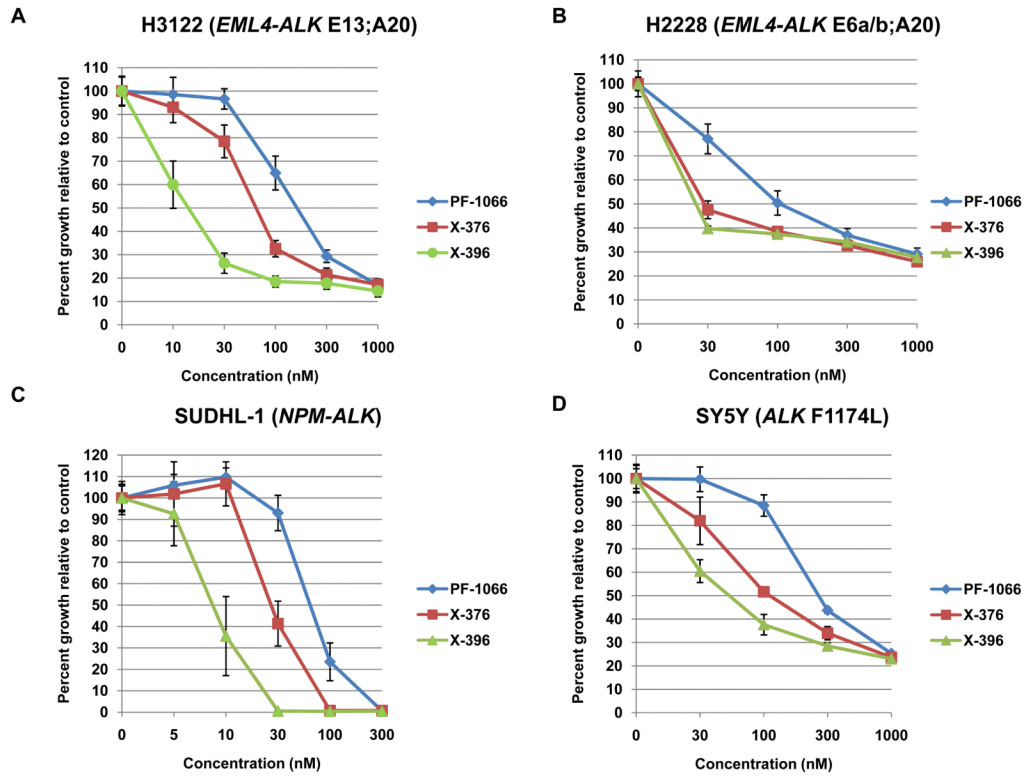 A
H3122 (EML4-ALK E13;A20)
Percent growth relative to control
110
100
90
80
70
60
50
40
30
20
10
0
0 10 30 100 300 1000
Concentration (nM)
PF-1066
X-376
X-396
B
H2228 (EML4-ALK E6a/b;A20)
Percent growth relative to control
110
100
90
80
70
60
50
40
30
20
10
0
0 30 100 300 1000
Concentration (nM)
PF-1066
X-376
X-396
C
SUDHL-1 (NPM-ALK)
Percent growth relative to control
120
110
100
90
80
70
60
50
40
30
20
10
0
0 5 10 30 100 300
Concentration (nM)
PF-1066
X-376
X-396
D
SY5Y (ALK F1174L)
Percent growth relative to control
110
100
90
80
70
60
50
40
30
20
10
0
0 30 100 300 1000
Concentration (nM)
PF-1066
X-376
X-396